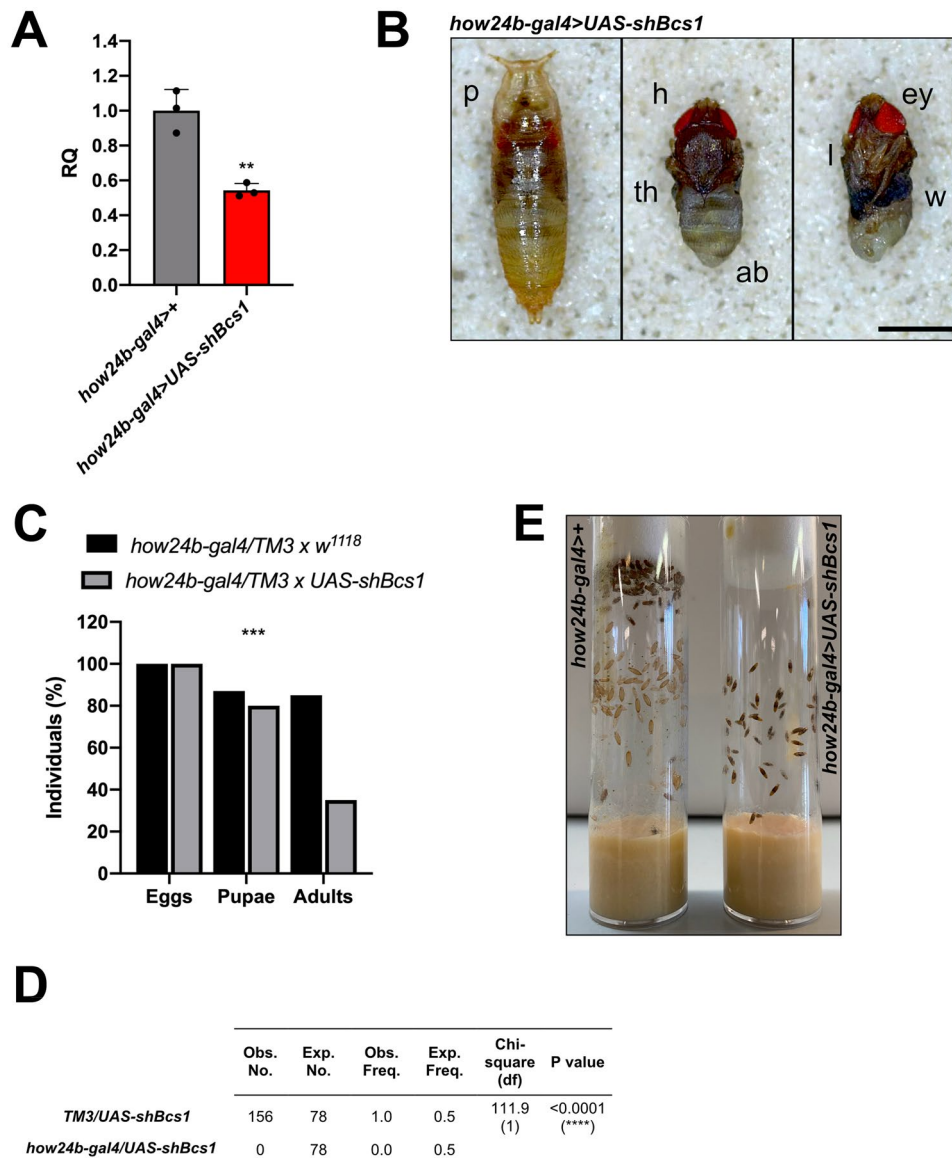 A
1.4
1.2
1.0
0.8
0.6
0.4
0.2
0.0
RQ
**
how24b-gal4>+
how24b-gal4>UAS-shBcs1
B
how24b-gal4>UAS-shBcs1
p
h
th
ab
ey
l
w
C
how24b-gal4/TM3 x w1118
how24b-gal4/TM3 x UAS-shBcs1
120
100
80
60
40
20
0
Individuals (%)
***
Eggs Pupae Adults
E
how24b-gal4>+
how24b-gal4>UAS-shBcs1
D
Obs. No. Exp. No. Obs. Freq. Exp. Freq. Chi-square (df) P value
TM3/UAS-shBcs1 156 78 1.0 0.5 111.9 (1) <0.0001 (****)
how24b-gal4/UAS-shBcs1 0 78 0.0 0.5